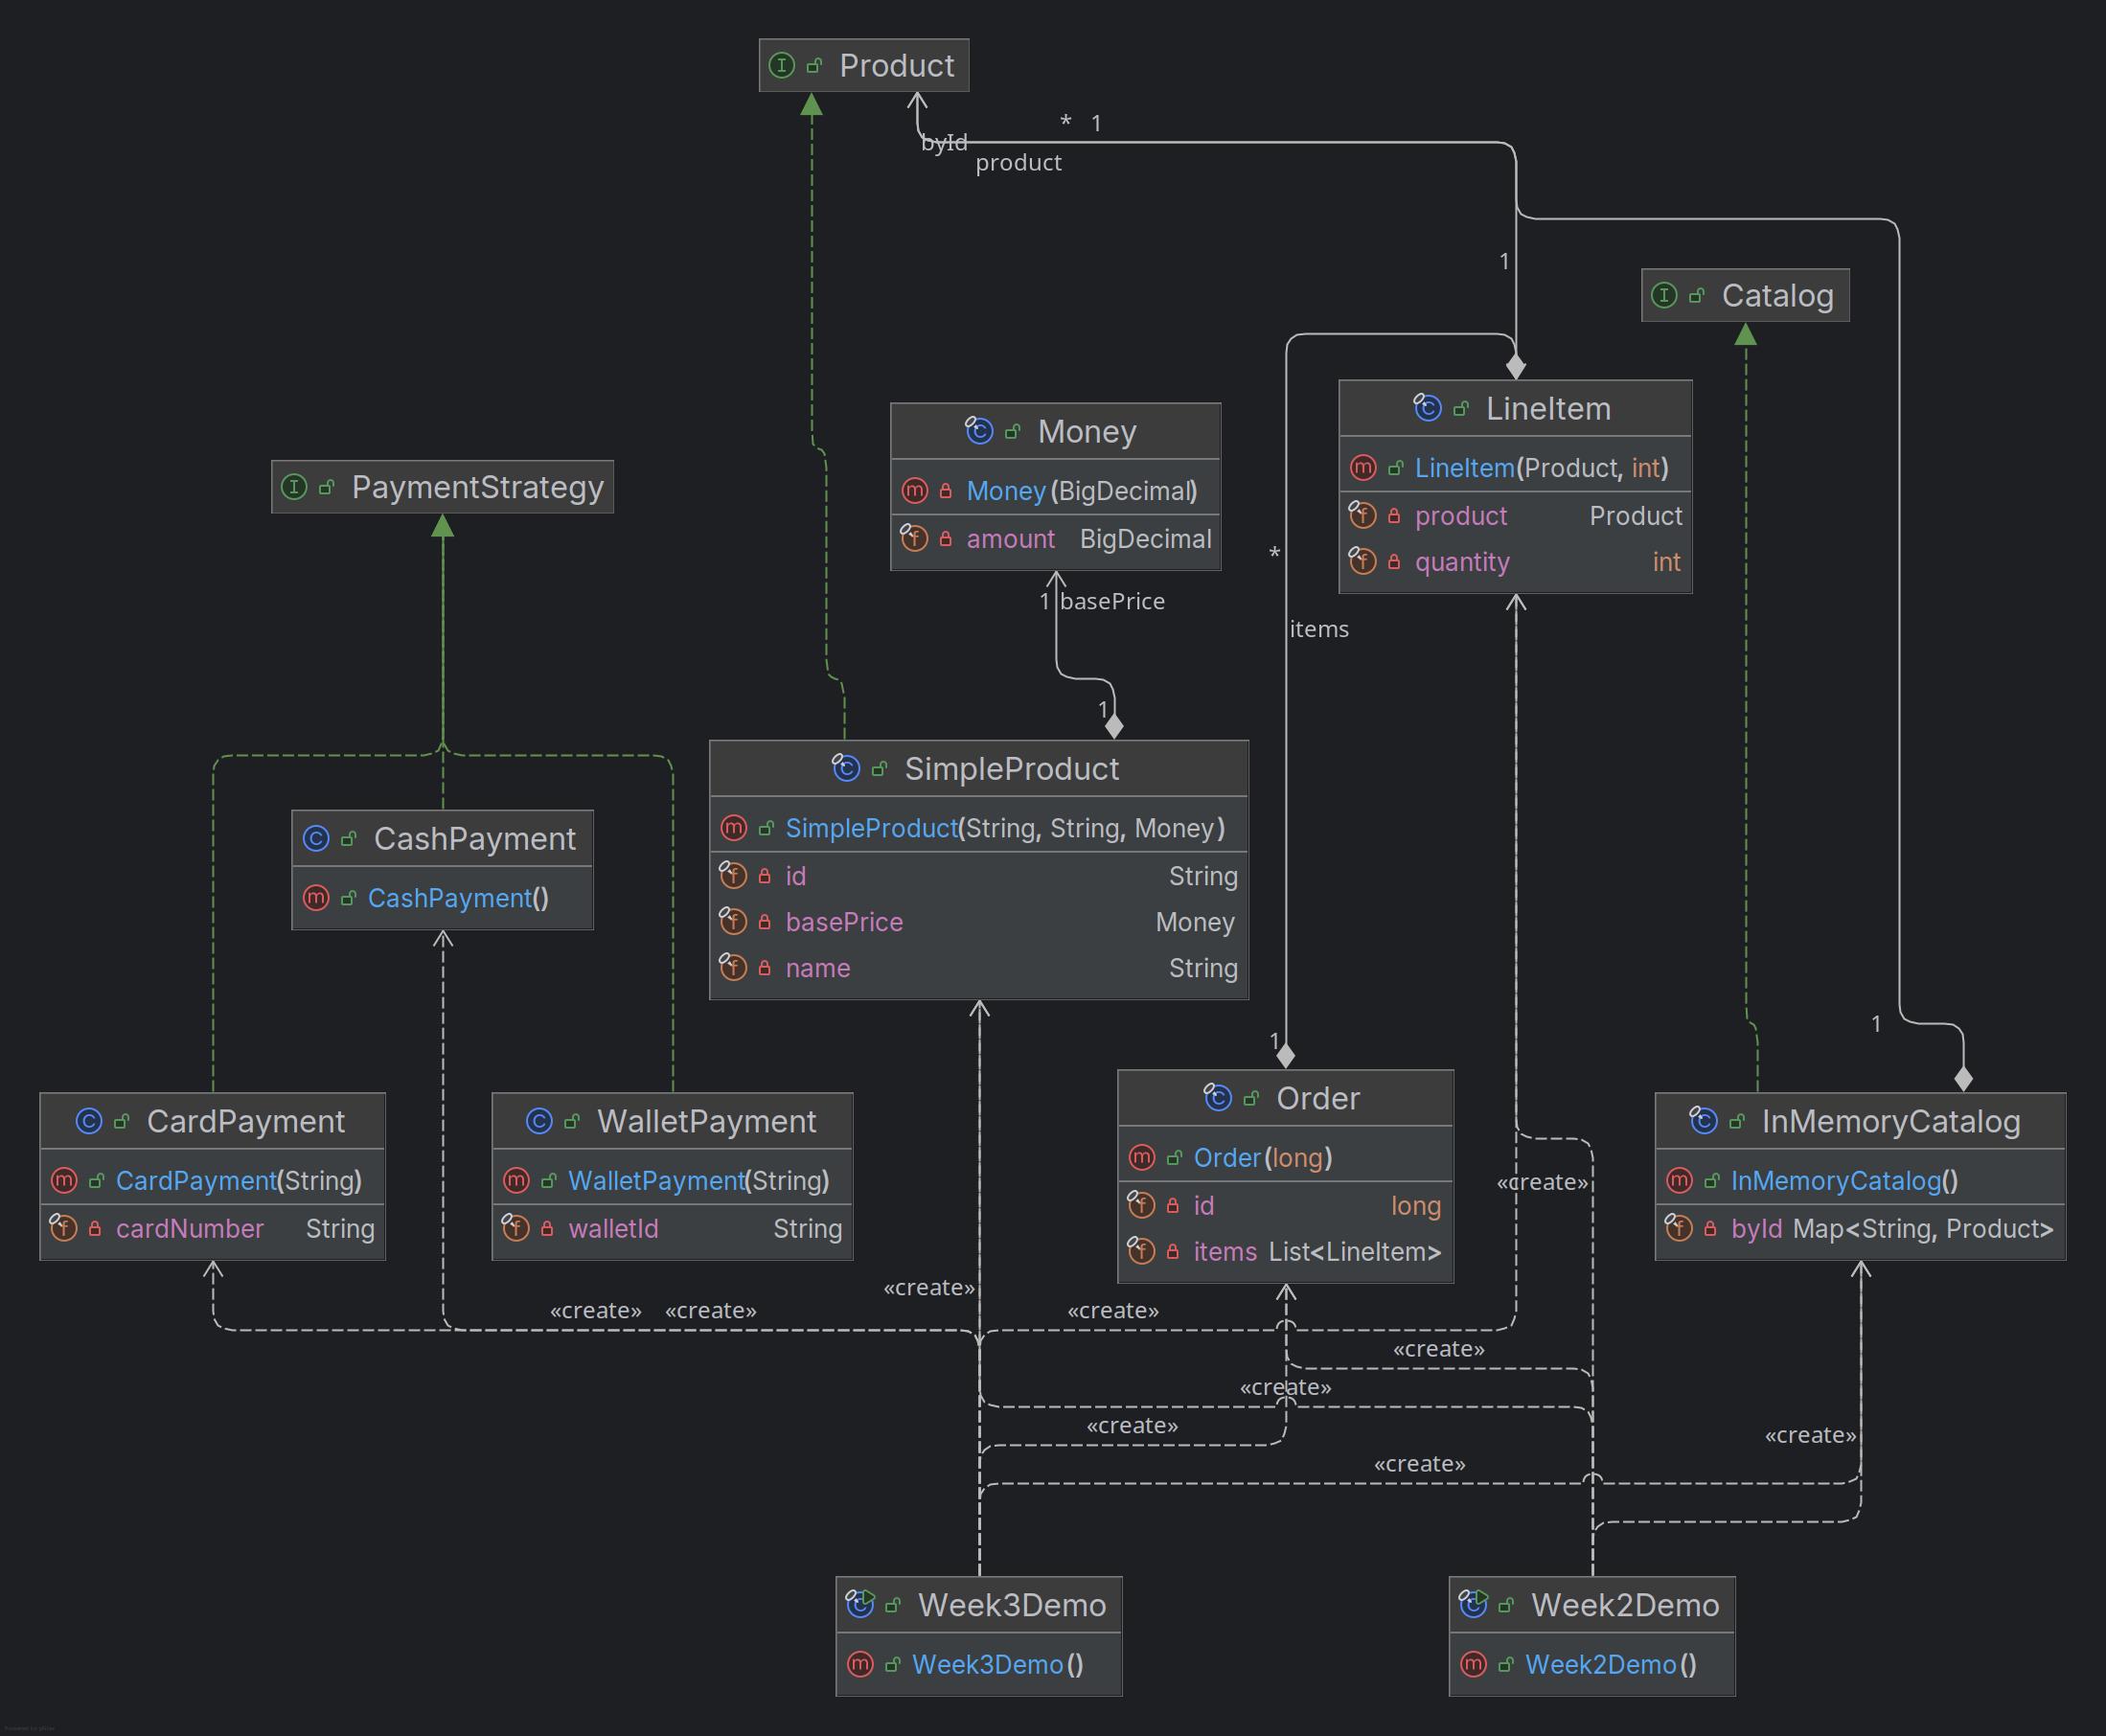 Product
* 1
byId
product
1
Catalog
LineItem
LineItem(Product, int)
product Product
quantity int
Money
Money(BigDecimal)
amount BigDecimal
PaymentStrategy
*
1 basePrice
items
1
SimpleProduct
SimpleProduct(String, String, Money)
id String
basePrice Money
name String
CashPayment
CashPayment()
1
1
CardPayment
CardPayment(String)
cardNumber String
WalletPayment
WalletPayment(String)
walletId String
Order
Order(long)
id long
items List<LineItem>
InMemoryCatalog
InMemoryCatalog()
byId Map<String, Product>
«create»
«create»
«create» «create» «create»
«create»
«create»
«create»
«create»
«create»
Week3Demo
Week3Demo()
Week2Demo
Week2Demo()